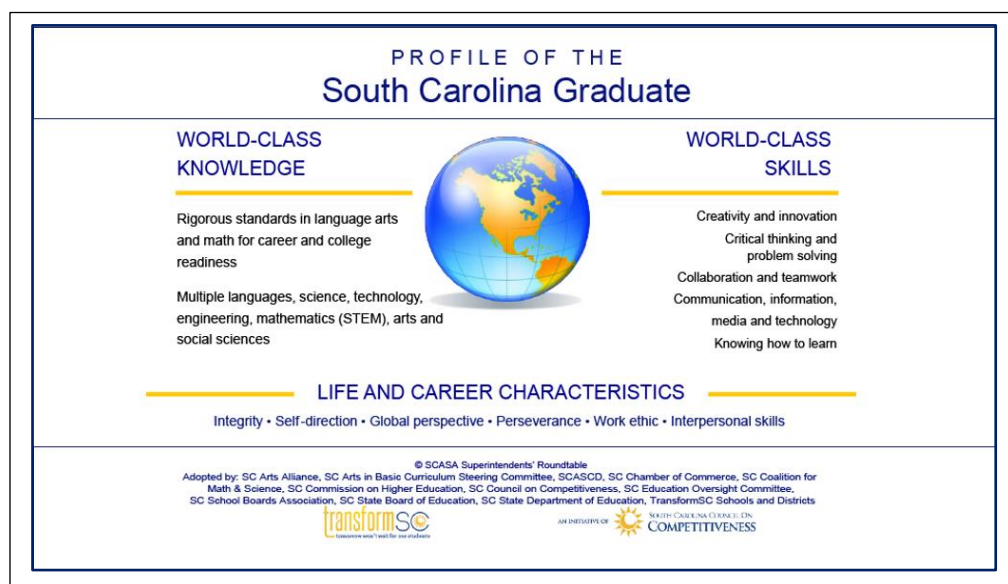 PROFILE OF THE
South Carolina Graduate
WORLD-CLASS
KNOWLEDGE
Rigorous standards in language arts
and math for career and college
readiness
Multiple languages, science, technology,
engineering, mathematics (STEM), arts and
social sciences
WORLD-CLASS
SKILLS
Creativity and innovation
Critical thinking and
problem solving
Collaboration and teamwork
Communication, information,
media and technology
Knowing how to learn
LIFE AND CAREER CHARACTERISTICS
Integrity • Self-direction • Global perspective • Perseverance • Work ethic • Interpersonal skills
© SCASA Superintendents' Roundtable
Adopted by: SC Arts Alliance, SC Arts in Basic Curriculum Steering Committee, SCASCD, SC Chamber of Commerce, SC Coalition for
Math & Science, SC Commission on Higher Education, SC Council on Competitiveness, SC Education Oversight Committee,
SC School Boards Association, SC State Board of Education, SC State Department of Education, TransformSC Schools and Districts
transformSC
tomorrow won't wait for our students
AN INITIATIVE OF
SOUTH CAROLINA COUNCIL ON
COMPETITIVENESS